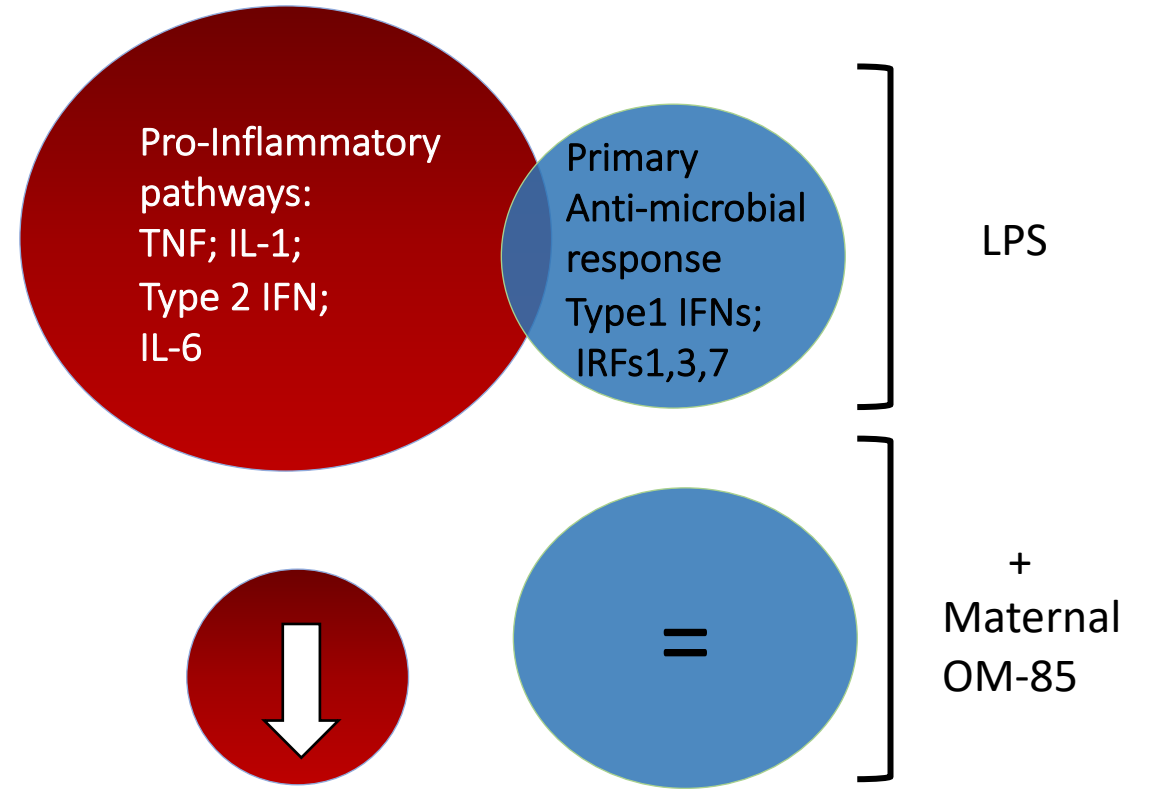 Pro-Inflammatory
pathways:
TNF; IL-1;
Type 2 IFN;
IL-6
Primary
Anti-microbial
response
Type1 IFNs;
IRFs1,3,7
LPS
=
+
Maternal
OM-85